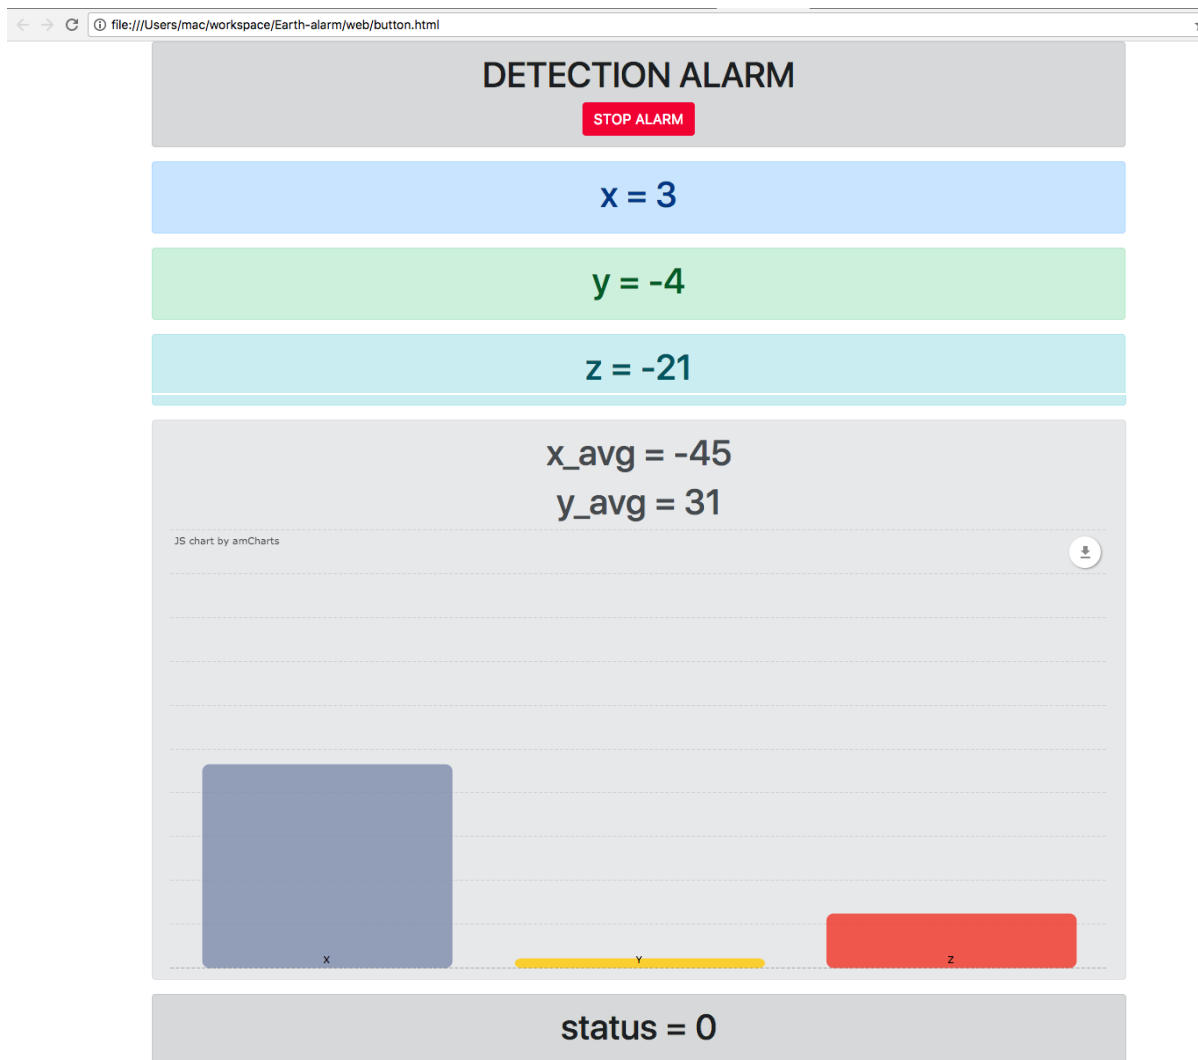 file:///Users/mac/workspace/Earth-alarm/web/button.html
DETECTION ALARM
STOP ALARM
x = 3
y = -4
z = -21
x_avg = -45
y_avg = 31
JS chart by amCharts
X Y Z
status = 0